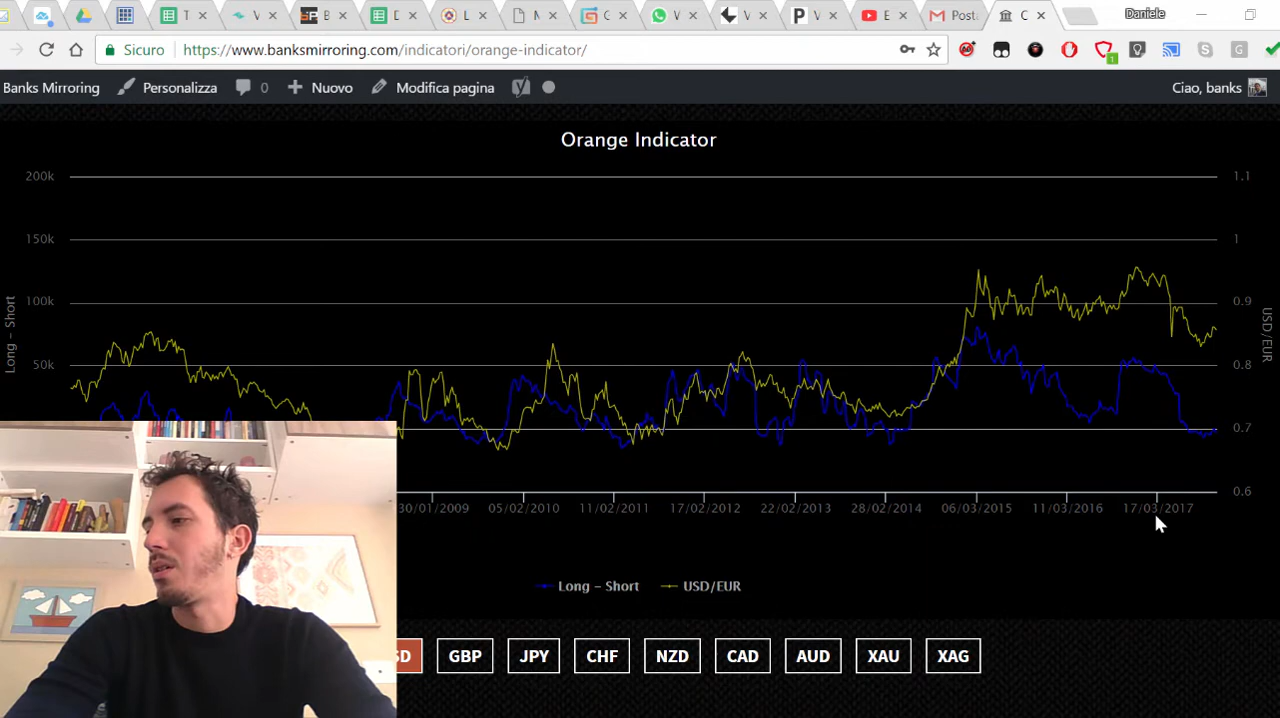 T V B D L M C V V P V E Post C Daniele
Sicuro https://www.banksmirroring.com/indicatori/orange-indicator/
Banks Mirroring Personalizza 0 Nuovo Modifica pagina Ciao, banks
Orange Indicator
200k 1.1
150k 1
100k 0.9
50k 0.8
0.7
0.6
Long - Short
USD/EUR
30/01/2009 05/02/2010 11/02/2011 17/02/2012 22/02/2013 28/02/2014 06/03/2015 11/03/2016 17/03/2017
Long - Short USD/EUR
SD GBP JPY CHF NZD CAD AUD XAU XAG